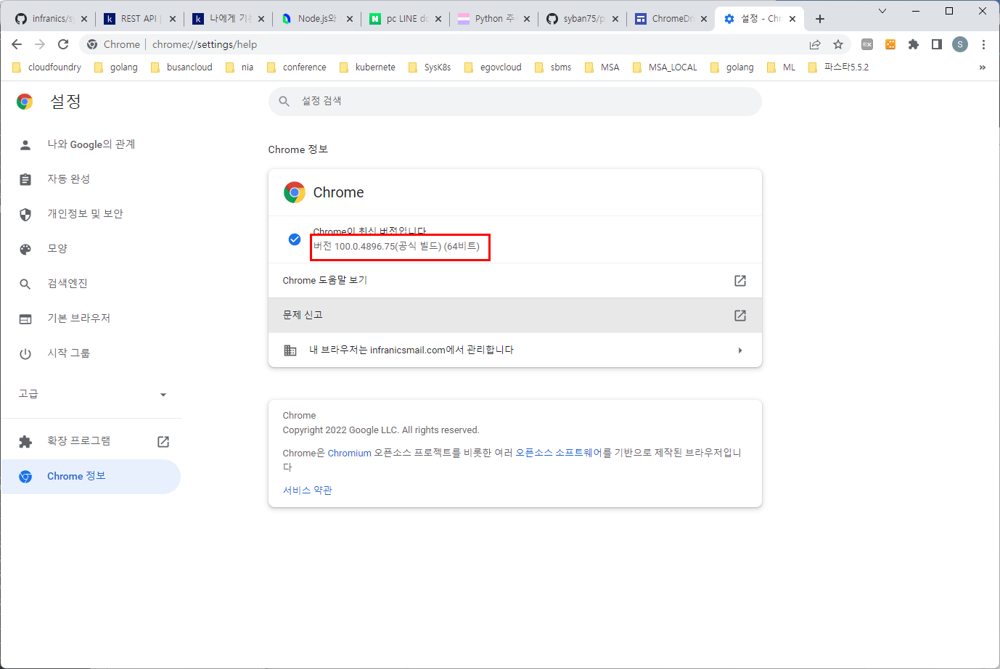 infranics/s
REST API
나에게 기
Node.js와
pc LINE d
Python 주
syban75/p
ChromeDr
설정 - Ch
Chrome chrome://settings/help
S
cloudfoundry golang busancloud nia conference kubernete SysK8s egovcloud sbms MSA MSA_LOCAL golang ML 파스타5.5.2 »
설정
설정 검색
나와 Google의 관계
자동 완성
개인정보 및 보안
모양
검색엔진
기본 브라우저
시작 그룹
고급
확장 프로그램
Chrome 정보
Chrome 정보
Chrome
Chrome이 최신 버전입니다
버전 100.0.4896.75(공식 빌드) (64비트)
Chrome 도움말 보기
문제 신고
내 브라우저는 infranicsmail.com에서 관리합니다
Chrome
Copyright 2022 Google LLC. All rights reserved.
Chrome은 Chromium 오픈소스 프로젝트를 비롯한 여러 오픈소스 소프트웨어를 기반으로 제작된 브라우저입니
다
서비스 약관